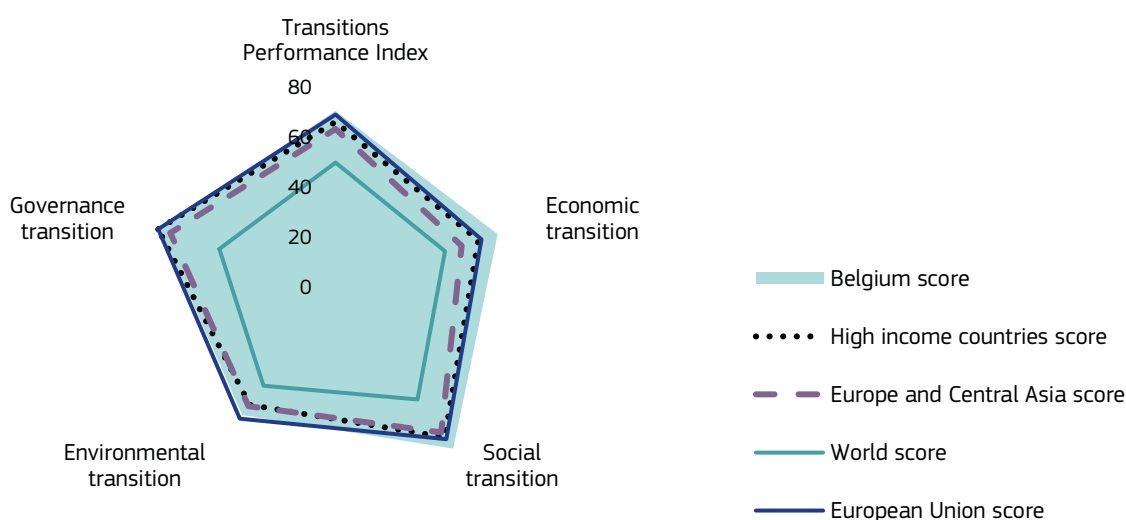 Transitions
Performance Index
80
60
40
20
0
Governance
transition
Economic
transition
Environmental
transition
Social
transition
Belgium score
High income countries score
Europe and Central Asia score
World score
European Union score